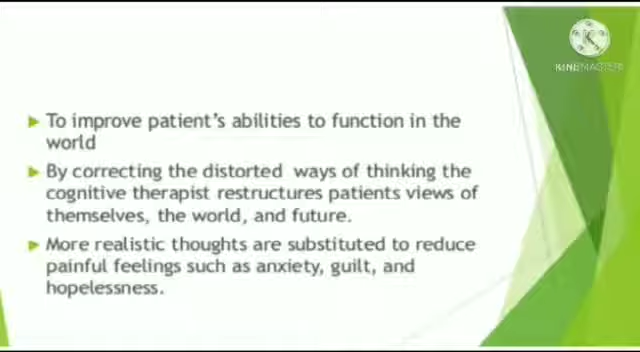 KINEMASTER
To improve patient's abilities to function in the
world
By correcting the distorted ways of thinking the
cognitive therapist restructures patients views of
themselves, the world, and future.
More realistic thoughts are substituted to reduce
painful feelings such as anxiety, guilt, and
hopelessness.